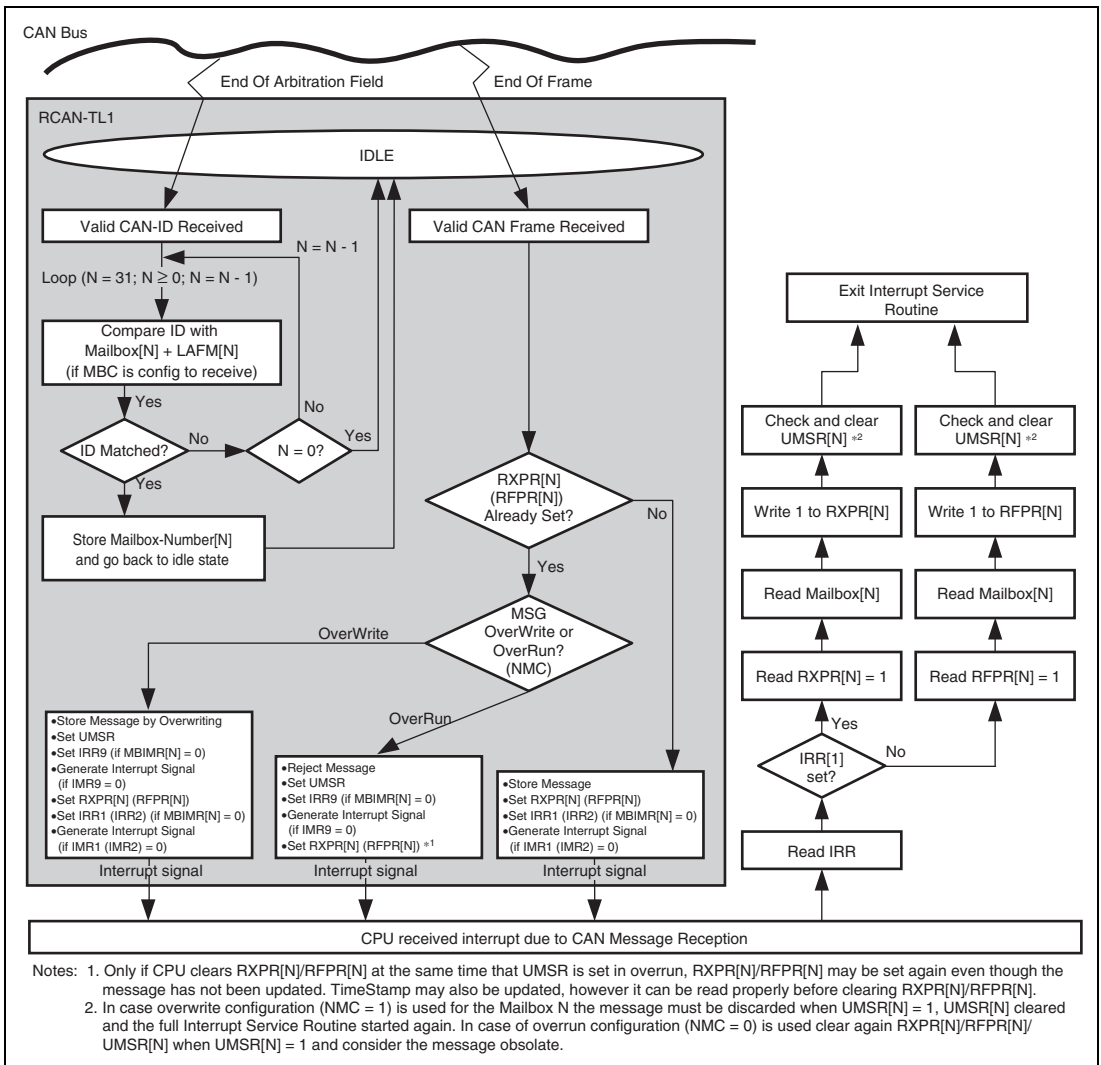 CAN Bus
End Of Arbitration Field
End Of Frame
RCAN-TL1
IDLE
Valid CAN-ID Received
Valid CAN Frame Received
N = N - 1
Loop (N = 31; N ≥ 0; N = N - 1)
Compare ID with
Mailbox[N] + LAFM[N]
(if MBC is config to receive)
Yes
ID Matched?
No
N = 0?
No
Yes
Yes
Store Mailbox-Number[N]
and go back to idle state
RXPR[N]
(RFPR[N])
Already Set?
No
Yes
MSG
OverWrite or
OverRun?
(NMC)
OverWrite
OverRun
•Store Message by Overwriting
•Set UMSR
•Set IRR9 (if MBIMR[N] = 0)
•Generate Interrupt Signal
(if IMR9 = 0)
•Set RXPR[N] (RFPR[N])
•Set IRR1 (IRR2) (if MBIMR[N] = 0)
•Generate Interrupt Signal
(if IMR1 (IMR2) = 0)
•Reject Message
•Set UMSR
•Set IRR9 (if MBIMR[N] = 0)
•Generate Interrupt Signal
(if IMR9 = 0)
•Set RXPR[N] (RFPR[N]) *1
•Store Message
•Set RXPR[N] (RFPR[N])
•Set IRR1 (IRR2) (if MBIMR[N] = 0)
•Generate Interrupt Signal
(if IMR1 (IMR2) = 0)
Interrupt signal
Interrupt signal
Interrupt signal
Exit Interrupt Service
Routine
Check and clear
UMSR[N] *2
Check and clear
UMSR[N] *2
Write 1 to RXPR[N]
Write 1 to RFPR[N]
Read Mailbox[N]
Read Mailbox[N]
Read RXPR[N] = 1
Read RFPR[N] = 1
Yes
IRR[1]
set?
No
Read IRR
CPU received interrupt due to CAN Message Reception
Notes: 1. Only if CPU clears RXPR[N]/RFPR[N] at the same time that UMSR is set in overrun, RXPR[N]/RFPR[N] may be set again even though the
message has not been updated. TimeStamp may also be updated, however it can be read properly before clearing RXPR[N]/RFPR[N].
2. In case overwrite configuration (NMC = 1) is used for the Mailbox N the message must be discarded when UMSR[N] = 1, UMSR[N] cleared
and the full Interrupt Service Routine started again. In case of overrun configuration (NMC = 0) is used clear again RXPR[N]/RFPR[N]/
UMSR[N] when UMSR[N] = 1 and consider the message obsolate.